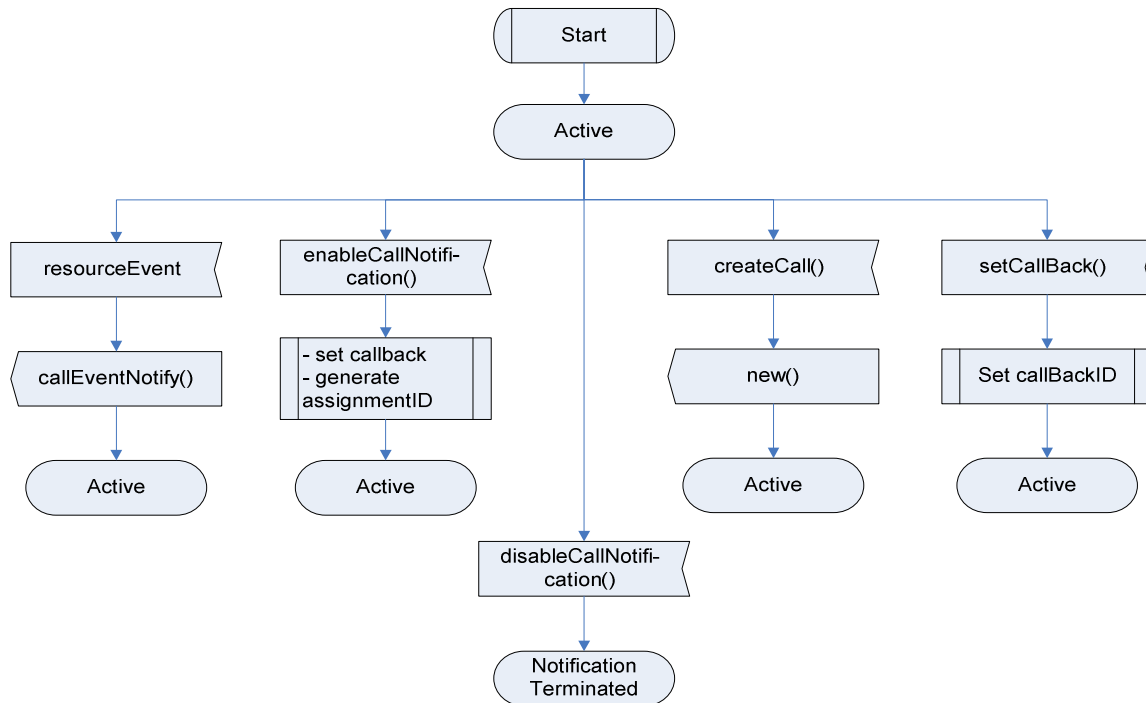 Start
Active
resourceEvent
enableCallNotifi-
cation()
createCall()
setCallBack()
callEventNotify()
- set callback
- generate
assignmentID
new()
Set callBackID
Active
Active
Active
Active
disableCallNotifi-
cation()
Notification
Terminated